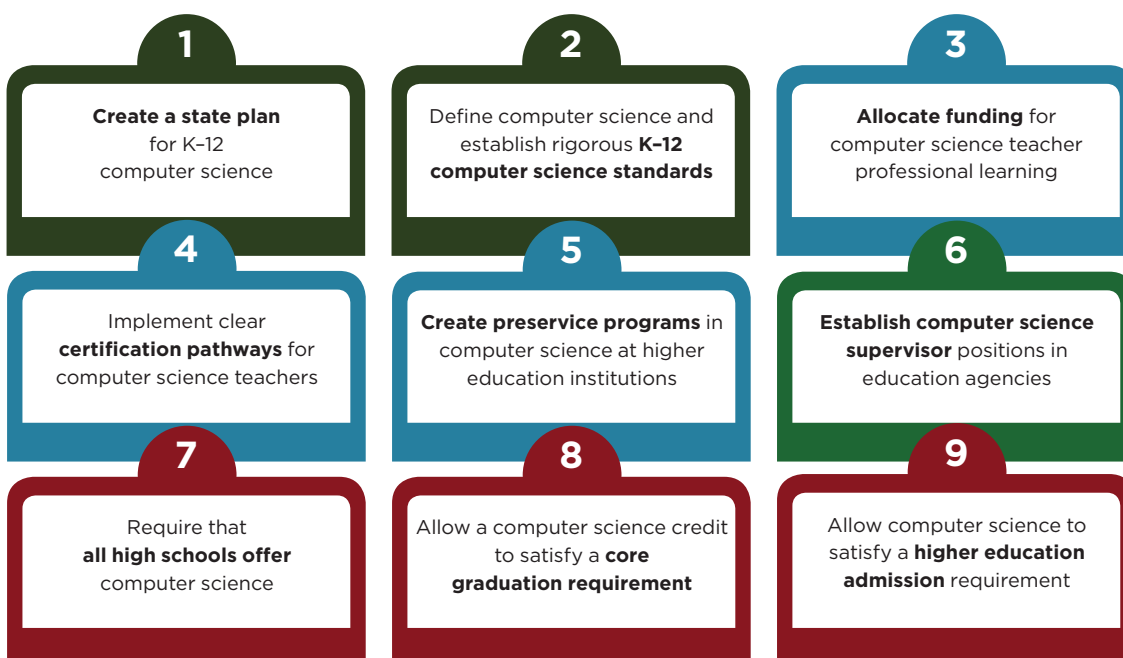 1
Create a state plan
for K–12
computer science
2
Define computer science and
establish rigorous K–12
computer science standards
3
Allocate funding for
computer science teacher
professional learning
4
Implement clear
certification pathways for
computer science teachers
5
Create preservice programs in
computer science at higher
education institutions
6
Establish computer science
supervisor positions in
education agencies
7
Require that
all high schools offer
computer science
8
Allow a computer science credit
to satisfy a core
graduation requirement
9
Allow computer science to
satisfy a higher education
admission requirement